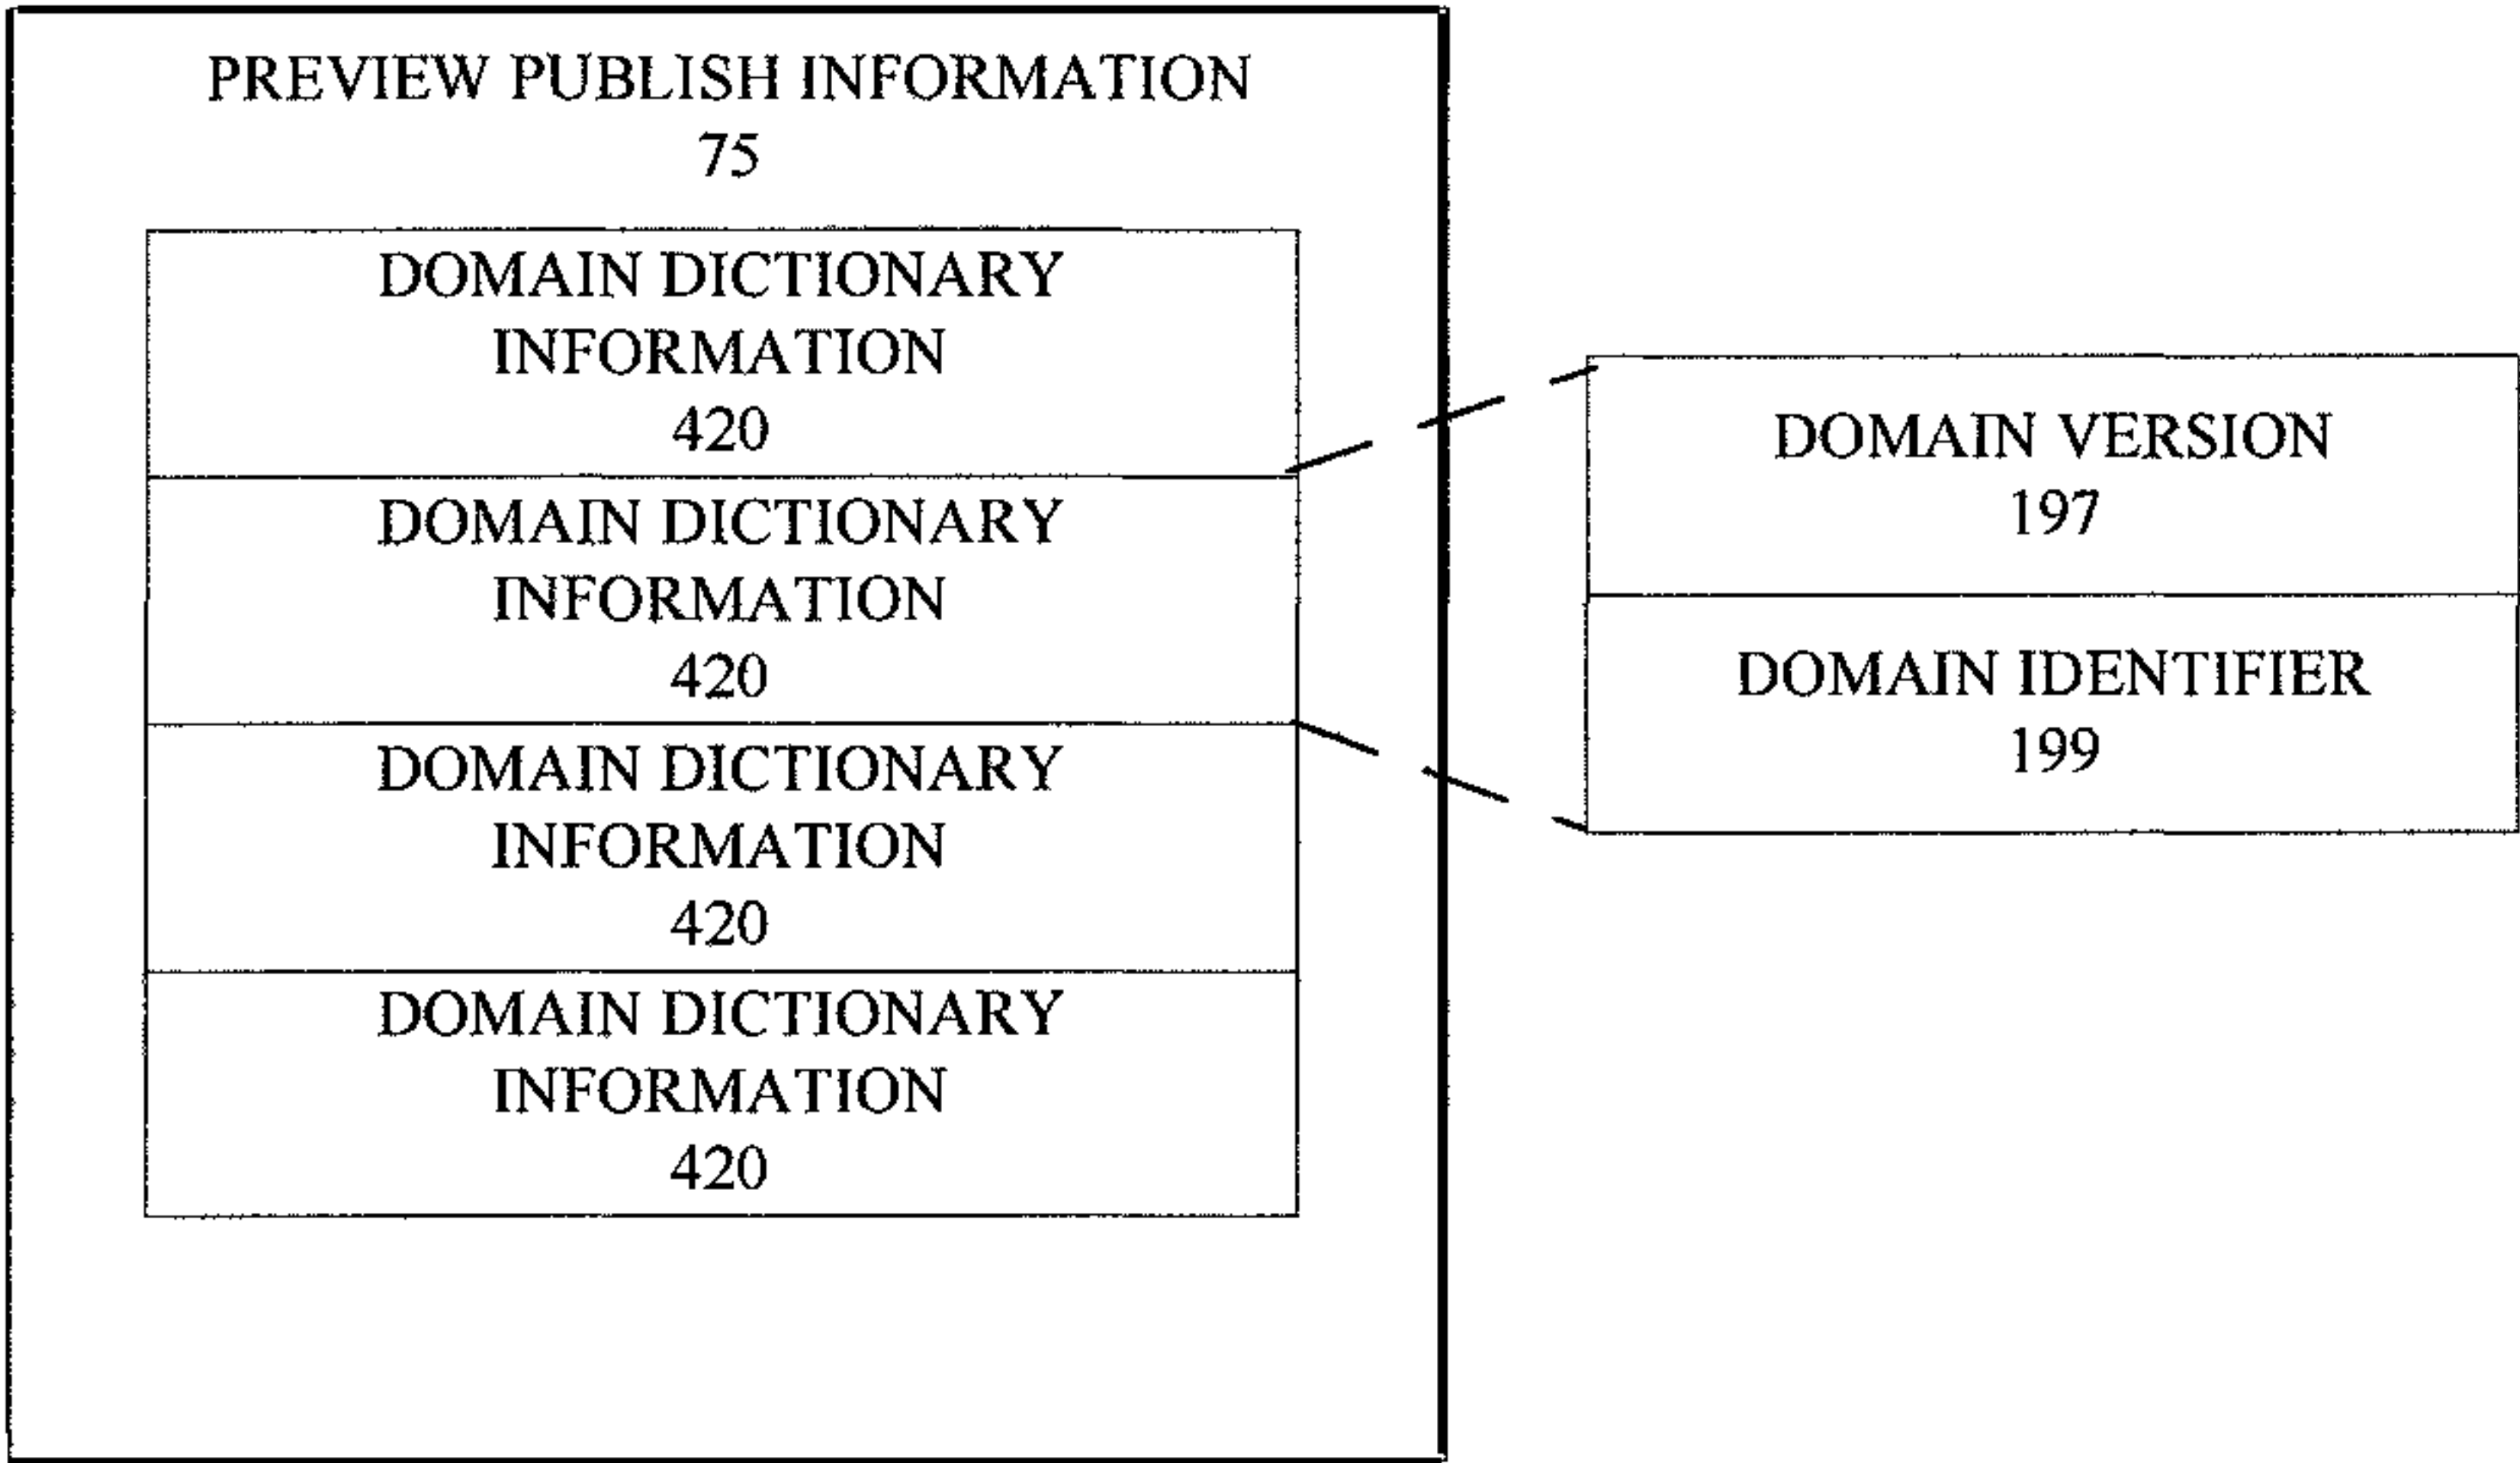 PREVIEW PUBLISH INFORMATION
75
DOMAIN DICTIONARY
INFORMATION
420
DOMAIN DICTIONARY
INFORMATION
420
DOMAIN DICTIONARY
INFORMATION
420
DOMAIN DICTIONARY
INFORMATION
420
DOMAIN VERSION
197
DOMAIN IDENTIFIER
199